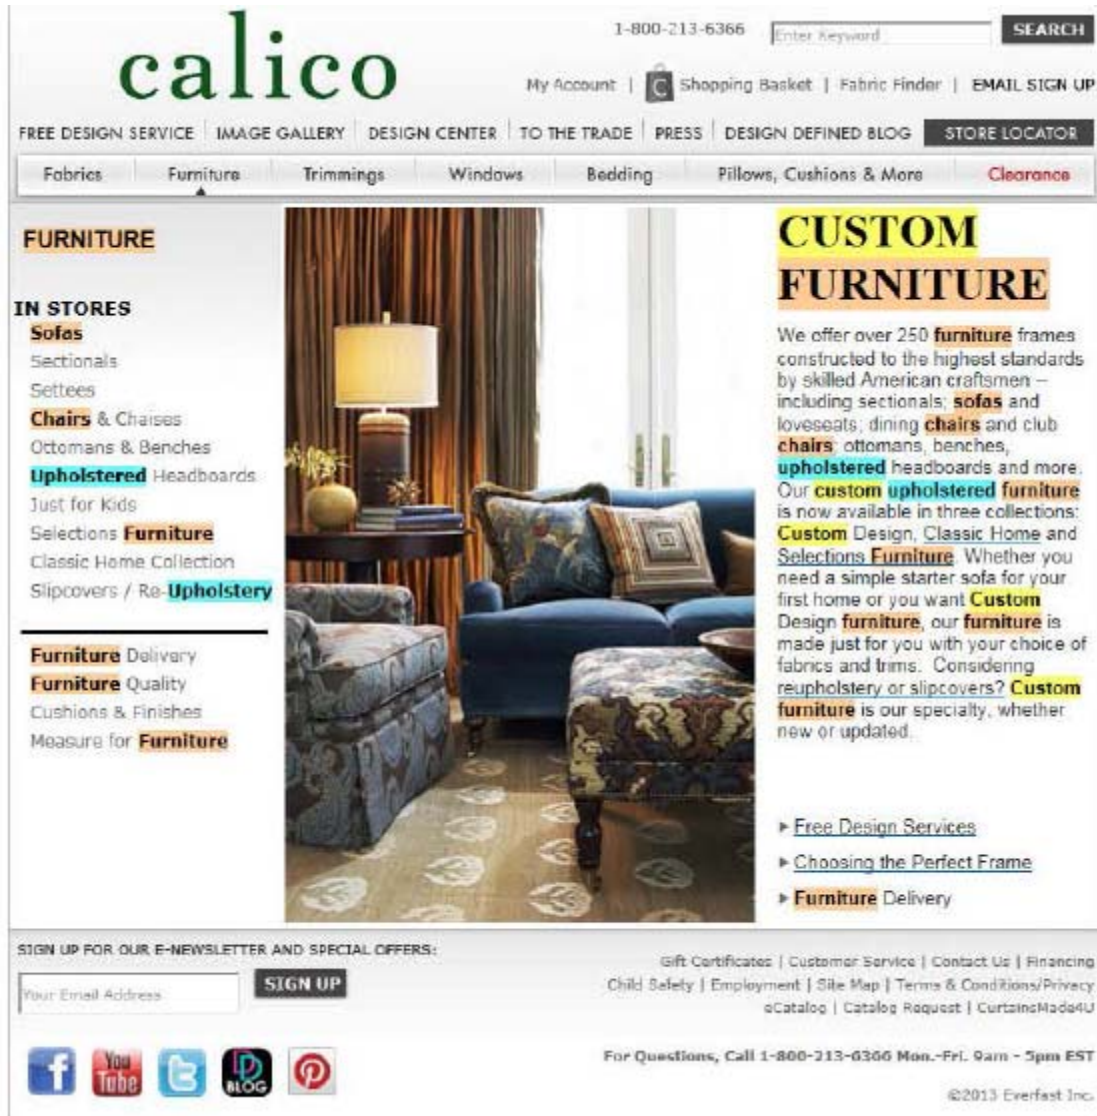 calico
1-800-213-6366 Enter Keyword SEARCH
My Account | C Shopping Basket | Fabric Finder | EMAIL SIGN UP
FREE DESIGN SERVICE | IMAGE GALLERY | DESIGN CENTER | TO THE TRADE | PRESS | DESIGN DEFINED BLOG STORE LOCATOR
Fabrics Furniture Trimmings Windows Bedding Pillows, Cushions & More Clearance
FURNITURE
IN STORES
Sofas
Sectionals
Settees
Chairs & Chaises
Ottomans & Benches
Upholstered Headboards
Just for Kids
Selections Furniture
Classic Home Collection
Slipcovers / Re-Upholstery
Furniture Delivery
Furniture Quality
Cushions & Finishes
Measure for Furniture
CUSTOM
FURNITURE
We offer over 250 furniture frames
constructed to the highest standards
by skilled American craftsmen –
including sectionals; sofas and
loveseats; dining chairs and club
chairs; ottomans, benches,
upholstered headboards and more.
Our custom upholstered furniture
is now available in three collections:
Custom Design, Classic Home and
Selections Furniture. Whether you
need a simple starter sofa for your
first home or you want Custom
Design furniture, our furniture is
made just for you with your choice of
fabrics and trims. Considering
reupholstery or slipcovers? Custom
furniture is our specialty, whether
new or updated.
Free Design Services
Choosing the Perfect Frame
Furniture Delivery
SIGN UP FOR OUR E-NEWSLETTER AND SPECIAL OFFERS:
Your Email Address SIGN UP
Gift Certificates | Customer Service | Contact Us | Financing
Child Safety | Employment | Site Map | Terms & Conditions/Privacy
eCatalog | Catalog Request | CurtainsMade4U
f You Tube t DD BLOG P
For Questions, Call 1-800-213-6366 Mon.-Fri. 9am - 5pm EST
©2013 Everfast Inc.